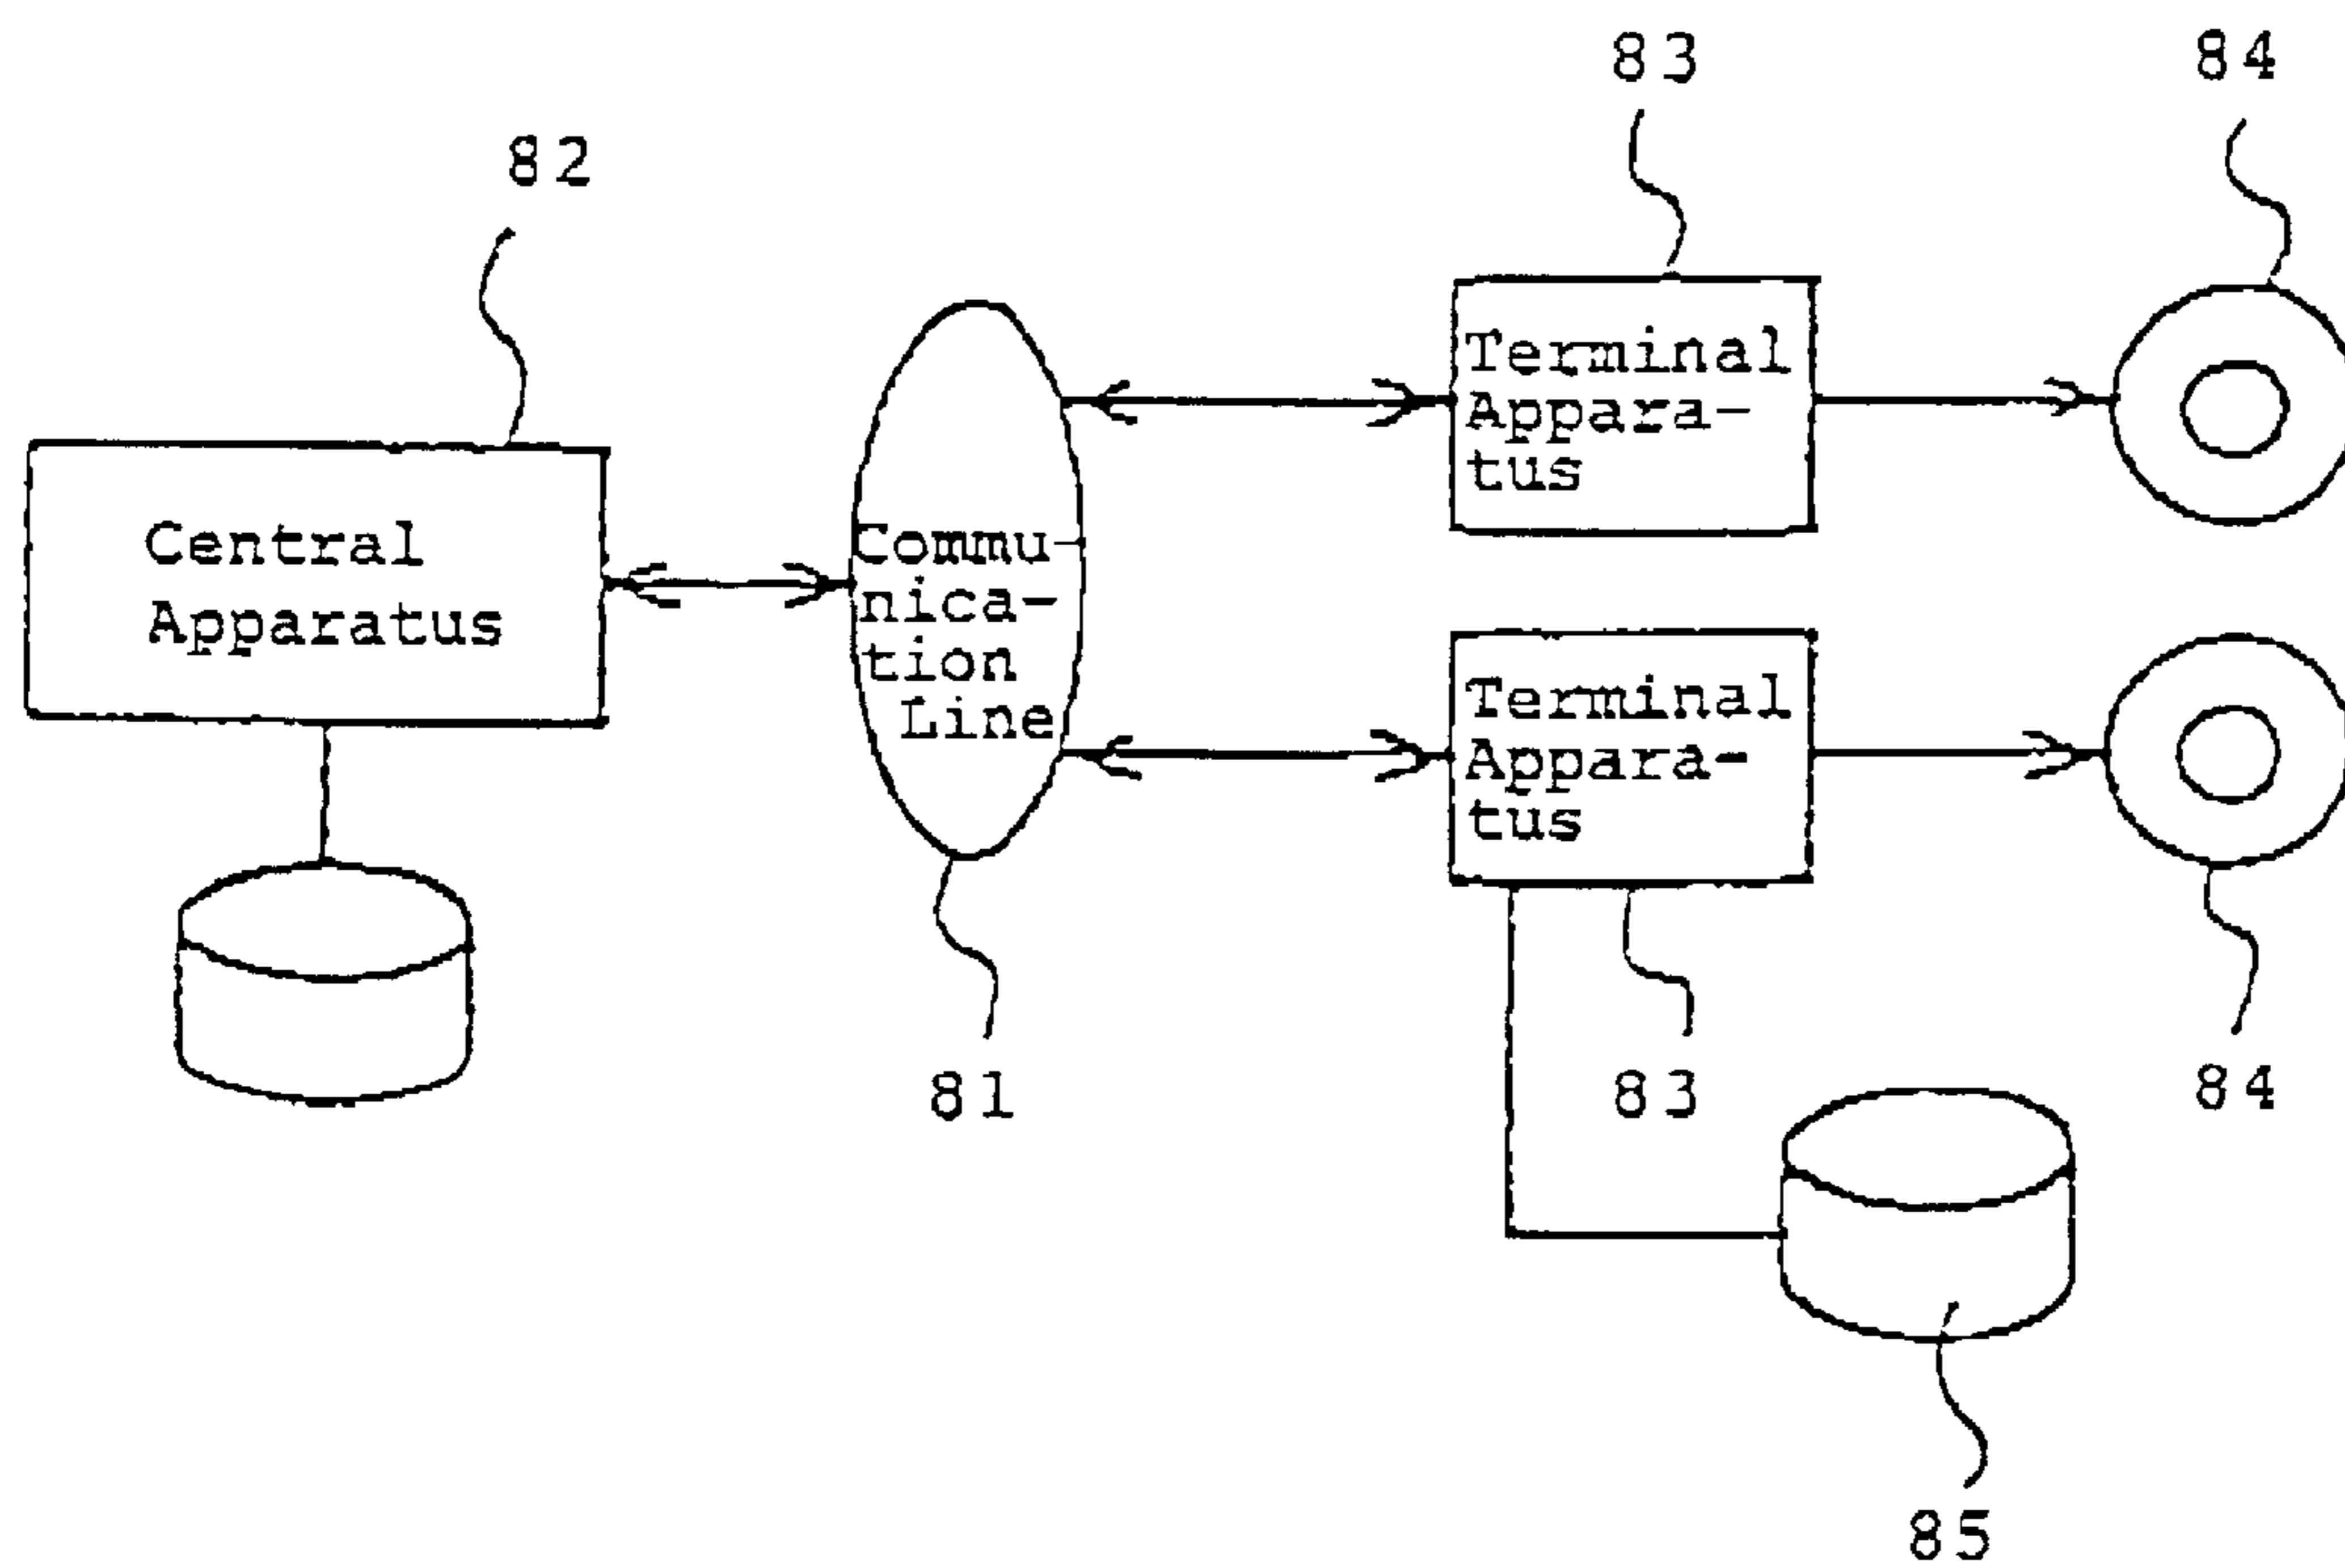 83
84
82
Terminal
Appara-
tus
Central
Apparatus
Commu-
nica-
tion
Line
Terminal
Appara-
tus
81
83
84
85